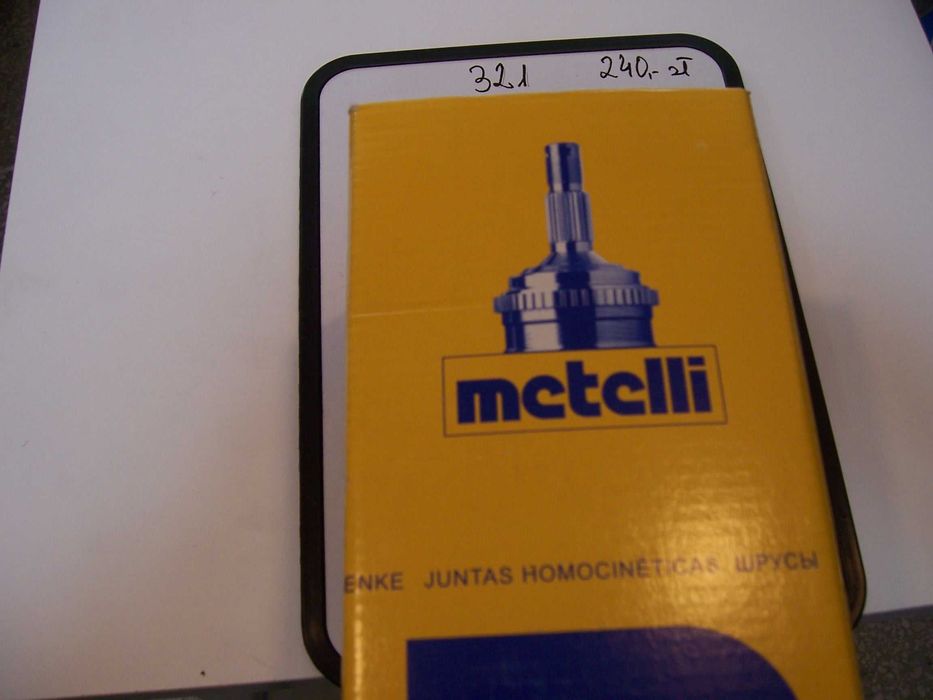 321 240,- zł
metelli
ENKE JUNTAS HOMOCINÉTICAS ШРУСЫ